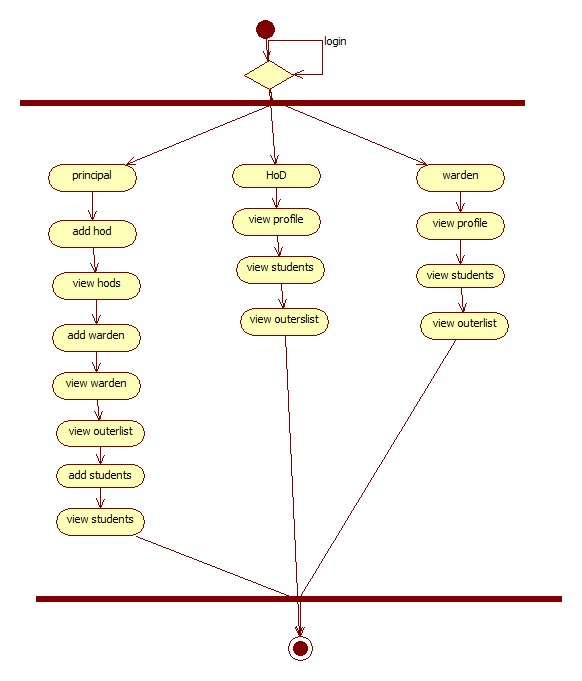 login
principal
add hod
view hods
add warden
view warden
view outerlist
add students
view students
HoD
view profile
view students
view outerslist
warden
view profile
view students
view outerlist